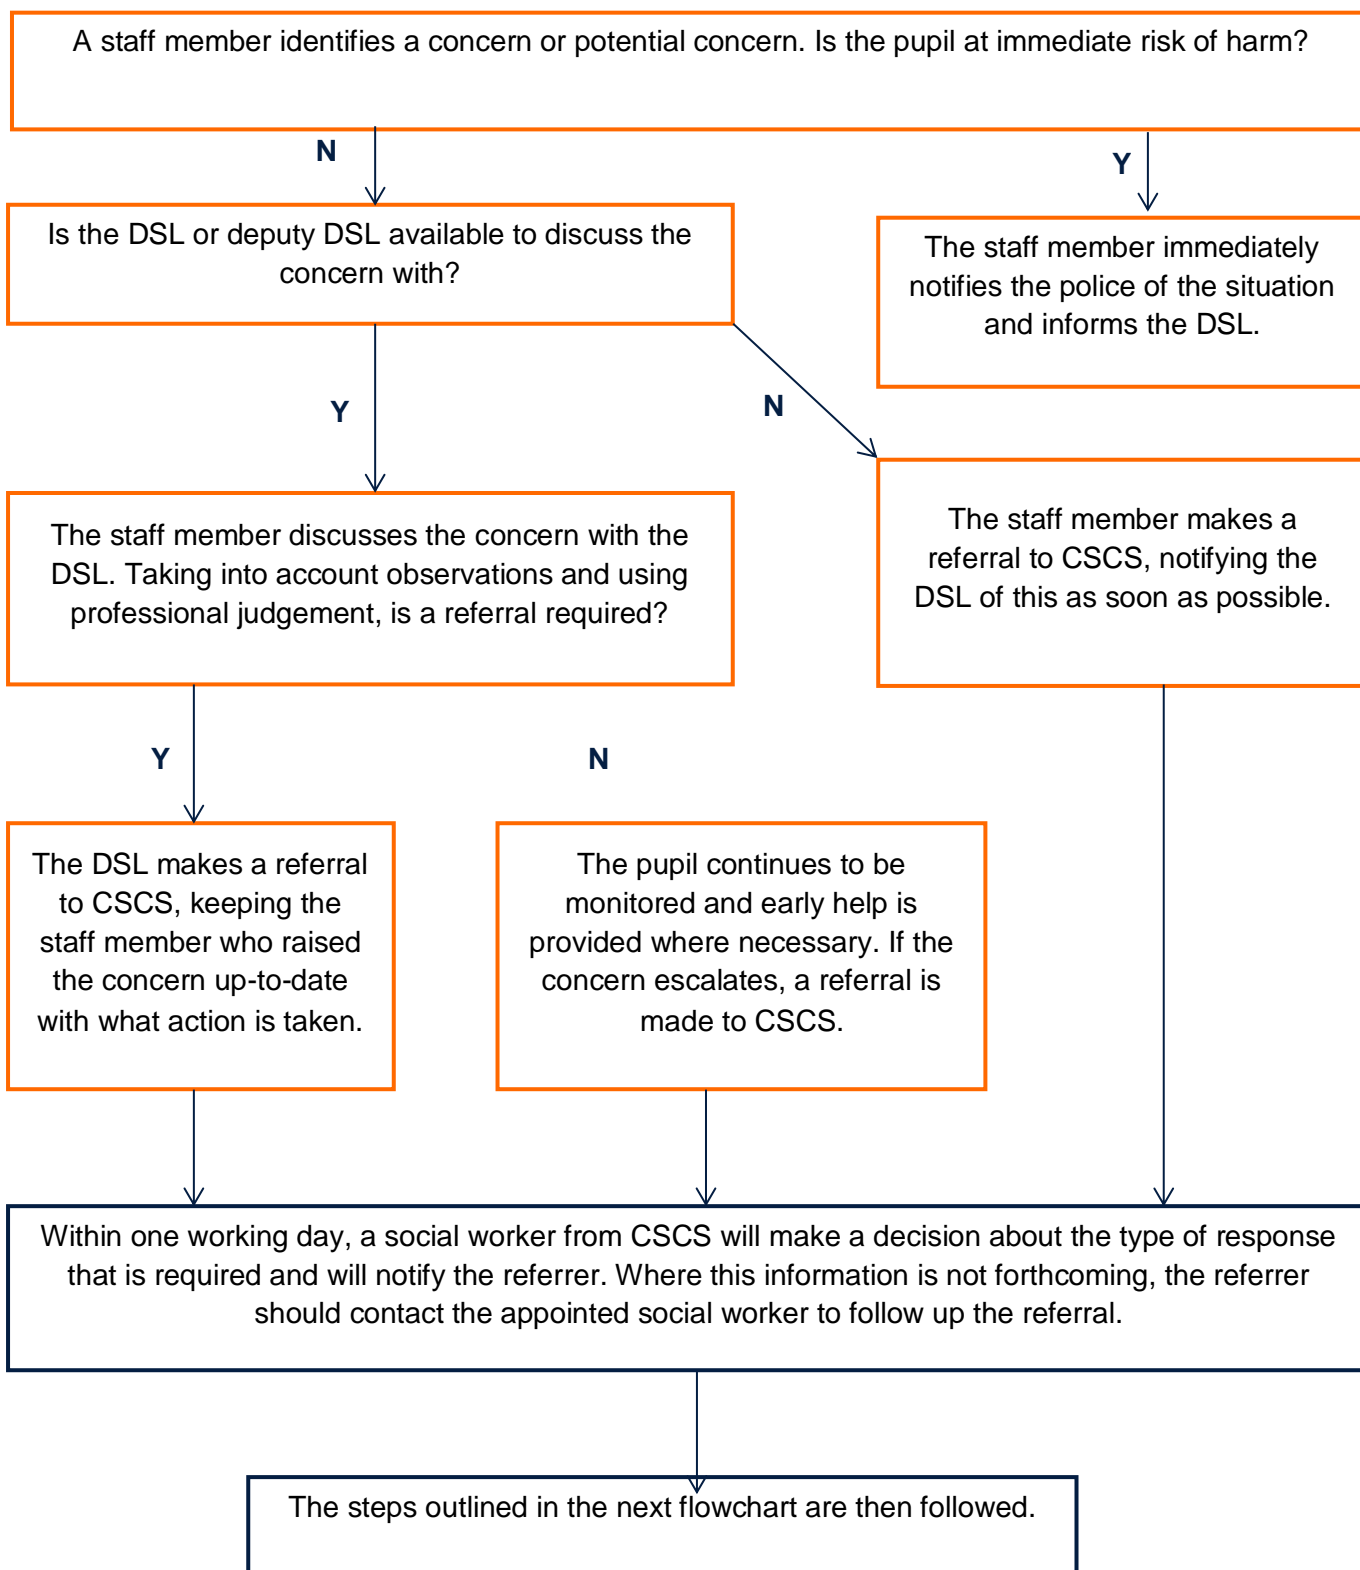 A staff member identifies a concern or potential concern. Is the pupil at immediate risk of harm?
N
Y
Is the DSL or deputy DSL available to discuss the
concern with?
The staff member immediately
notifies the police of the situation
and informs the DSL.
Y
N
The staff member discusses the concern with the
DSL. Taking into account observations and using
professional judgement, is a referral required?
The staff member makes a
referral to CSCS, notifying the
DSL of this as soon as possible.
Y
N
The DSL makes a referral
to CSCS, keeping the
staff member who raised
the concern up-to-date
with what action is taken.
The pupil continues to be
monitored and early help is
provided where necessary. If the
concern escalates, a referral is
made to CSCS.
Within one working day, a social worker from CSCS will make a decision about the type of response
that is required and will notify the referrer. Where this information is not forthcoming, the referrer
should contact the appointed social worker to follow up the referral.
The steps outlined in the next flowchart are then followed.